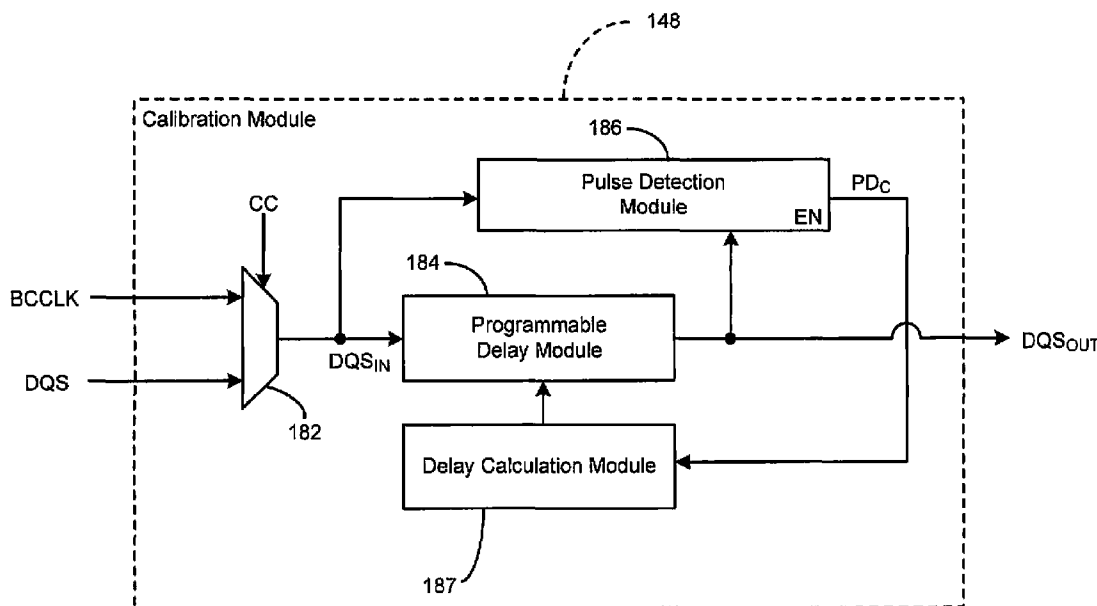 148
Calibration Module
186
Pulse Detection
Module
EN
PDC
CC
184
BCCLK
Programmable
Delay Module
DQSIN
DQSOUT
DQS
182
Delay Calculation Module
187